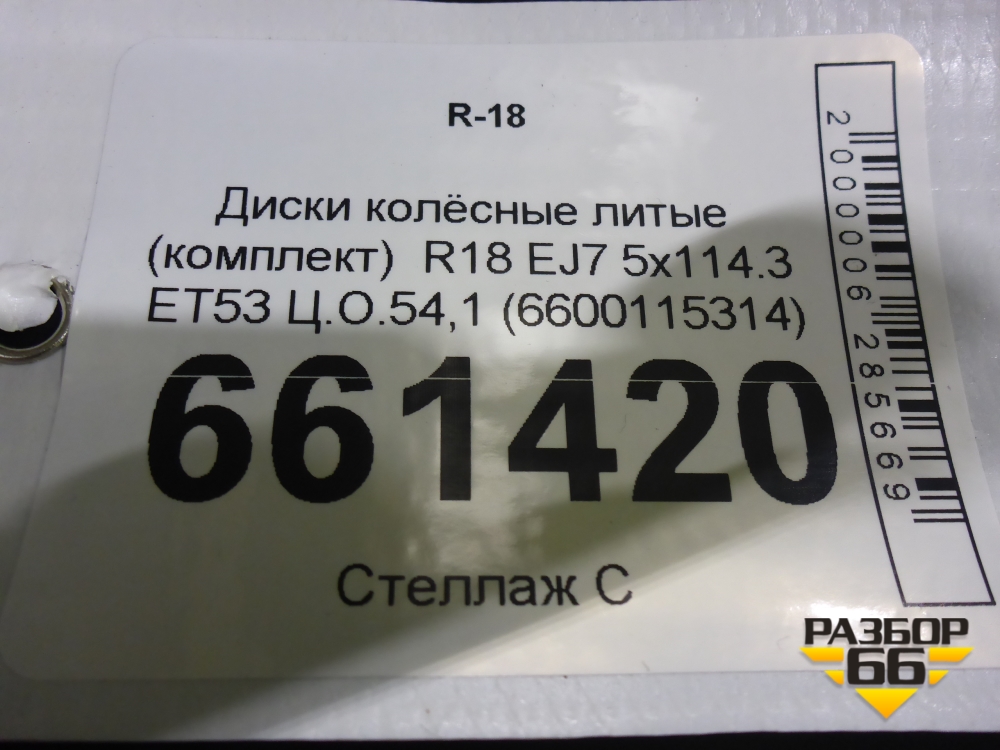 R-18
Диски колёсные литые
(комплект) R18 EJ7 5x114.3
ET53 Ц.О.54,1 (6600115314)
661420
Стеллаж С
2000006285669
РАЗБОР
66